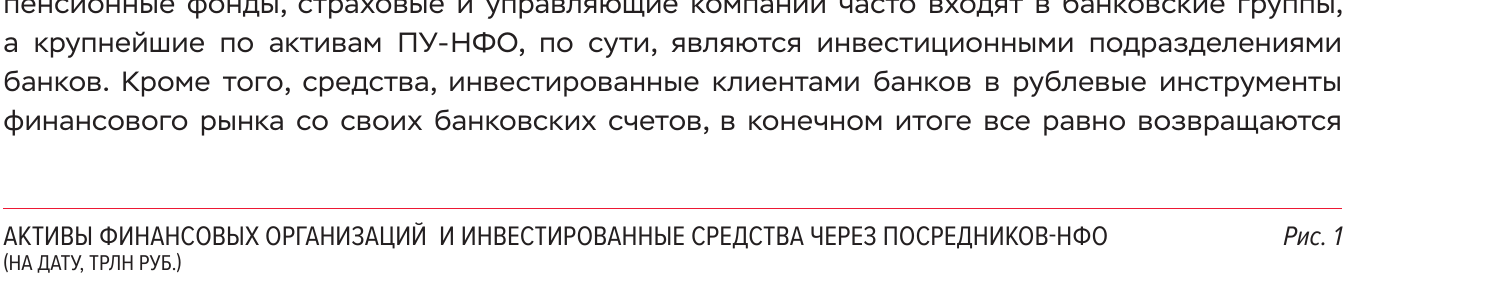 пенсионные фонды, страховые и управляющие компании часто входят в банковские группы,
а крупнейшие по активам ПУ-НФО, по сути, являются инвестиционными подразделениями
банков. Кроме того, средства, инвестированные клиентами банков в рублевые инструменты
финансового рынка со своих банковских счетов, в конечном итоге все равно возвращаются
АКТИВЫ ФИНАНСОВЫХ ОРГАНИЗАЦИЙ И ИНВЕСТИРОВАННЫЕ СРЕДСТВА ЧЕРЕЗ ПОСРЕДНИКОВ-НФО Рис. 1
(НА ДАТУ, ТРЛН РУБ.)